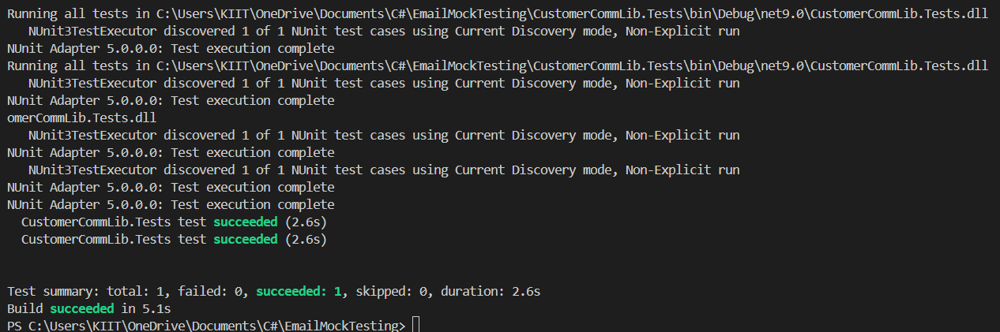 Running all tests in C:\Users\KIIT\OneDrive\Documents\C#\EmailMockTesting\CustomerCommLib.Tests\bin\Debug\net9.0\CustomerCommLib.Tests.dll
NUnit3TestExecutor discovered 1 of 1 NUnit test cases using Current Discovery mode, Non-Explicit run
NUnit Adapter 5.0.0.0: Test execution complete
Running all tests in C:\Users\KIIT\OneDrive\Documents\C#\EmailMockTesting\CustomerCommLib.Tests\bin\Debug\net9.0\CustomerCommLib.Tests.dll
NUnit3TestExecutor discovered 1 of 1 NUnit test cases using Current Discovery mode, Non-Explicit run
NUnit Adapter 5.0.0.0: Test execution complete
omerCommLib.Tests.dll
NUnit3TestExecutor discovered 1 of 1 NUnit test cases using Current Discovery mode, Non-Explicit run
NUnit Adapter 5.0.0.0: Test execution complete
NUnit3TestExecutor discovered 1 of 1 NUnit test cases using Current Discovery mode, Non-Explicit run
NUnit Adapter 5.0.0.0: Test execution complete
NUnit Adapter 5.0.0.0: Test execution complete
CustomerCommLib.Tests test succeeded (2.6s)
CustomerCommLib.Tests test succeeded (2.6s)
Test summary: total: 1, failed: 0, succeeded: 1, skipped: 0, duration: 2.6s
Build succeeded in 5.1s
PS C:\Users\KIIT\OneDrive\Documents\C#\EmailMockTesting>